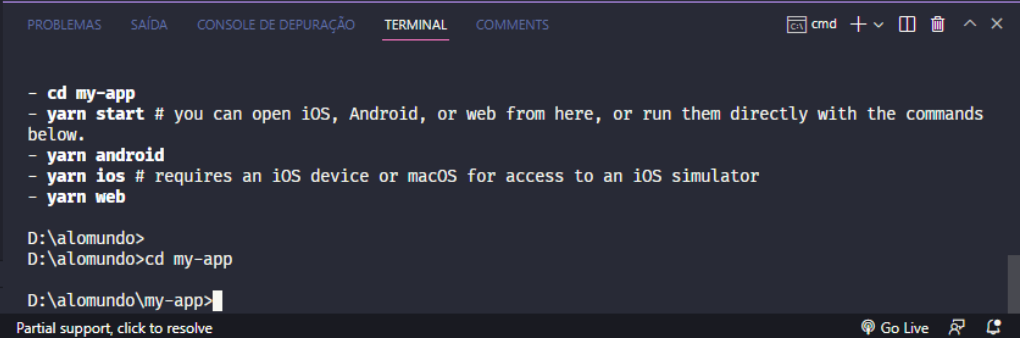 PROBLEMAS SAÍDA CONSOLE DE DEPURAÇÃO TERMINAL COMMENTS cmd
- cd my-app
- yarn start # you can open iOS, Android, or web from here, or run them directly with the commands
below.
- yarn android
- yarn ios # requires an iOS device or macOS for access to an iOS simulator
- yarn web
D:\alomundo>
D:\alomundo>cd my-app
D:\alomundo\my-app>
Partial support, click to resolve Go Live